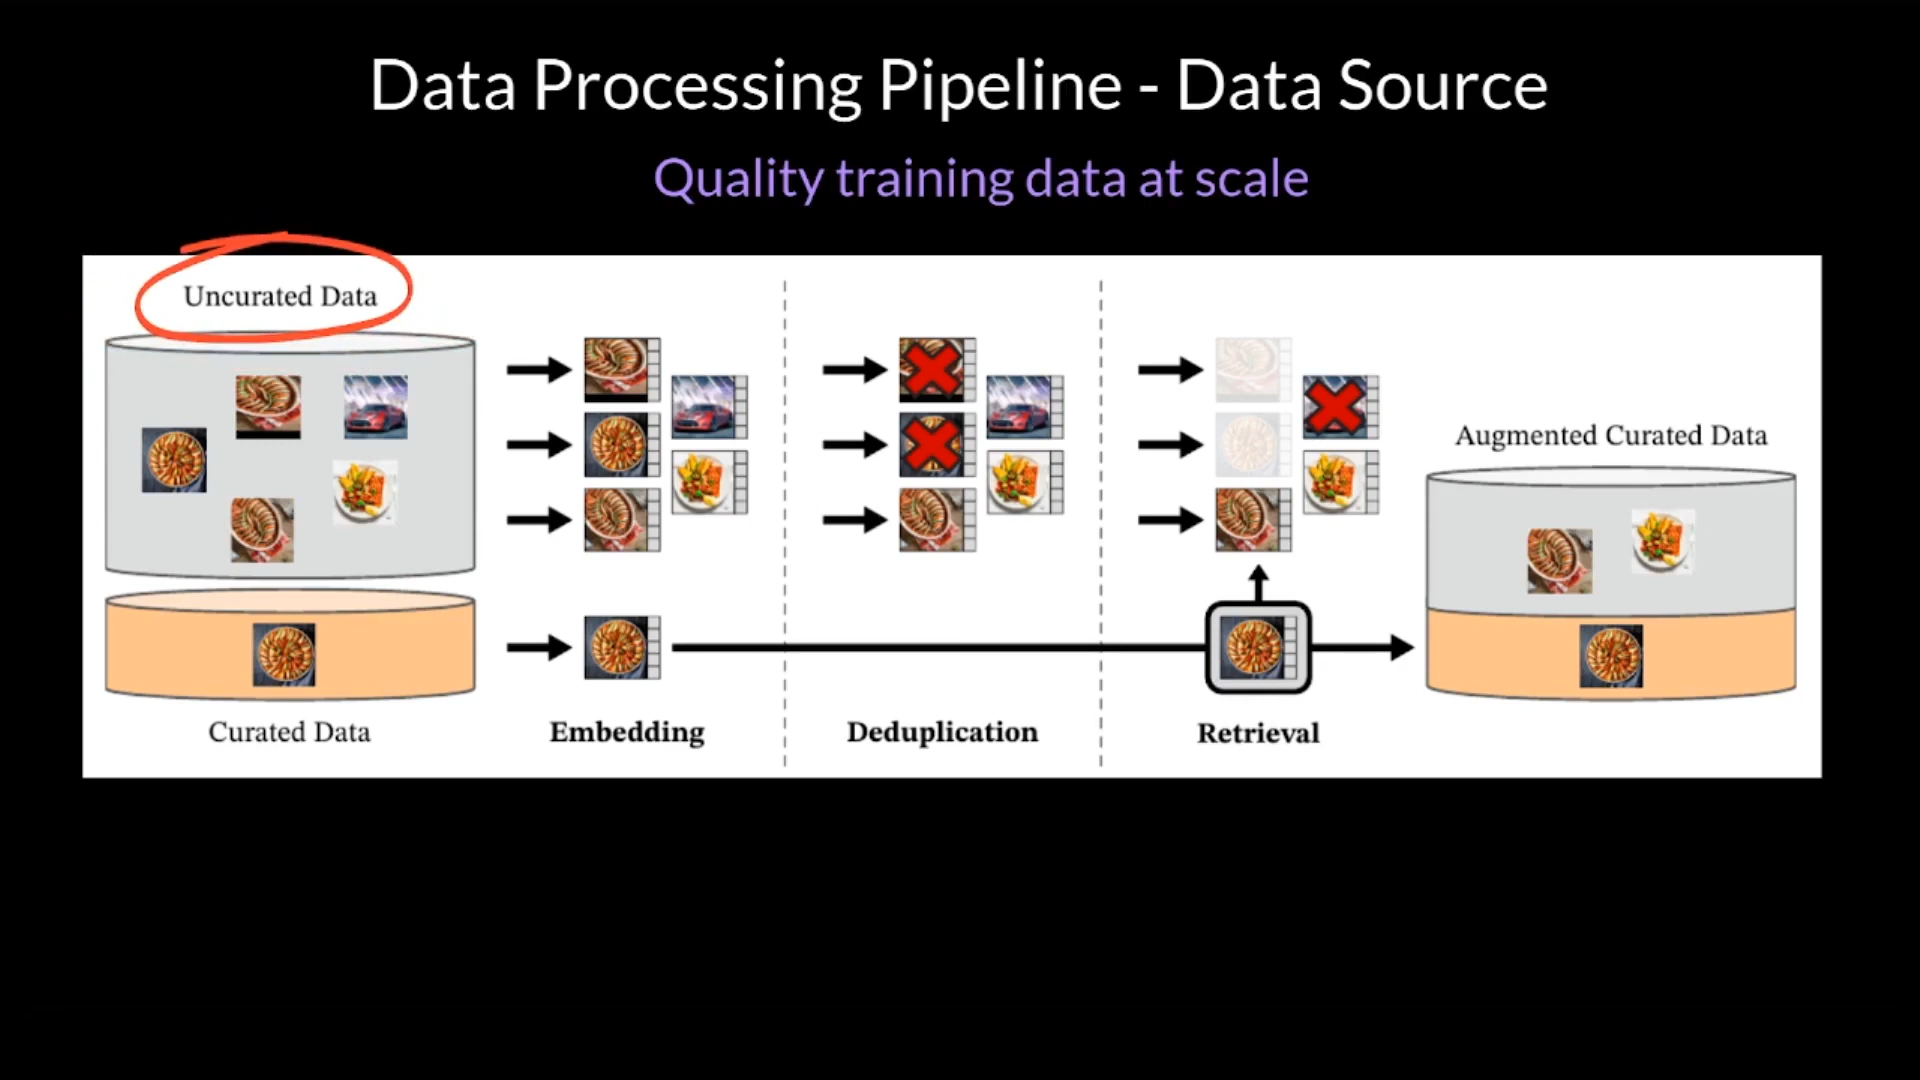 Data Processing Pipeline - Data Source
Quality training data at scale
Uncurated Data
Augmented Curated Data
Curated Data
Embedding
Deduplication
Retrieval